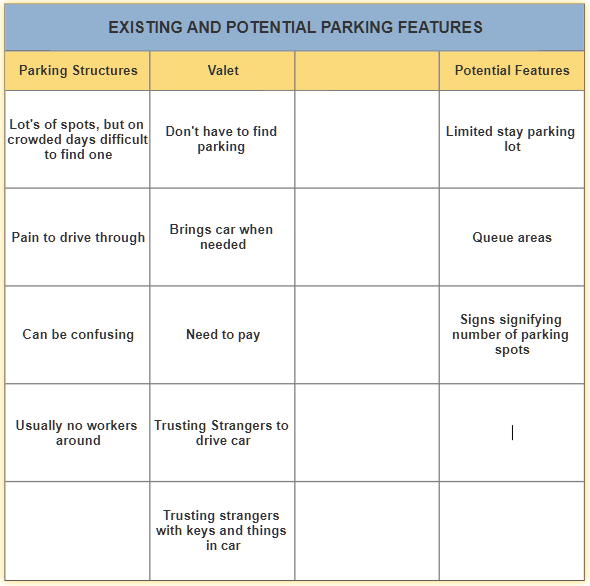 EXISTING AND POTENTIAL PARKING FEATURES
Parking Structures
Valet
Potential Features
Lot's of spots, but on
crowded days difficult
to find one
Don't have to find
parking
Limited stay parking
lot
Pain to drive through
Brings car when
needed
Queue areas
Can be confusing
Need to pay
Signs signifying
number of parking
spots
Usually no workers
around
Trusting Strangers to
drive car
Trusting strangers
with keys and things
in car